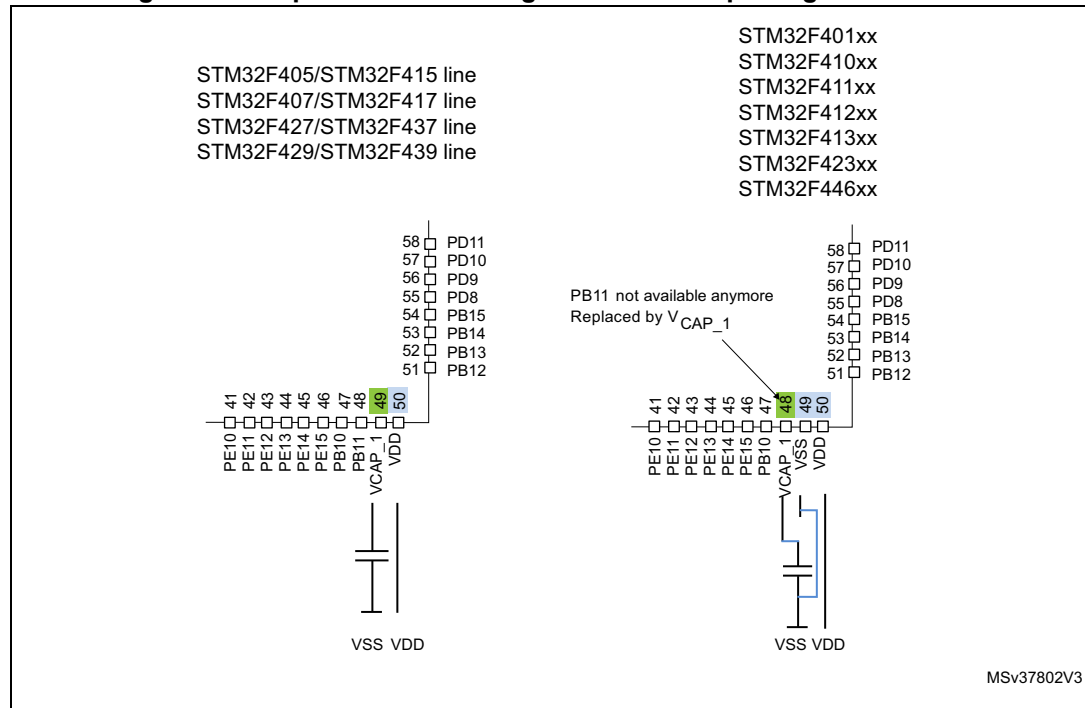 STM32F405/STM32F415 line
STM32F407/STM32F417 line
STM32F427/STM32F437 line
STM32F429/STM32F439 line
58 PD11
57 PD10
56 PD9
55 PD8
54 PB15
53 PB14
52 PB13
51 PB12
41 42 43 44 45 46 47 48 49 50
PE10 PE11 PE12 PE13 PE14 PE15 PB10 PB11 VCAP_1 VDD
VSS VDD
STM32F401xx
STM32F410xx
STM32F411xx
STM32F412xx
STM32F413xx
STM32F423xx
STM32F446xx
58 PD11
57 PD10
56 PD9
55 PD8
54 PB15
53 PB14
52 PB13
51 PB12
PB11 not available anymore
Replaced by VCAP_1
41 42 43 44 45 46 47 48 49 50
PE10 PE11 PE12 PE13 PE14 PE15 PB10 VCAP_1 VSS VDD
VSS VDD
MSv37802V3